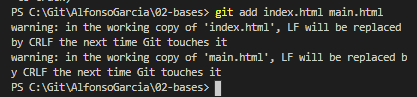 PS C:\Git\AlfonsoGarcia\02-bases> git add index.html main.html
warning: in the working copy of 'index.html', LF will be replaced
by CRLF the next time Git touches it
warning: in the working copy of 'main.html', LF will be replaced b
y CRLF the next time Git touches it
PS C:\Git\AlfonsoGarcia\02-bases>